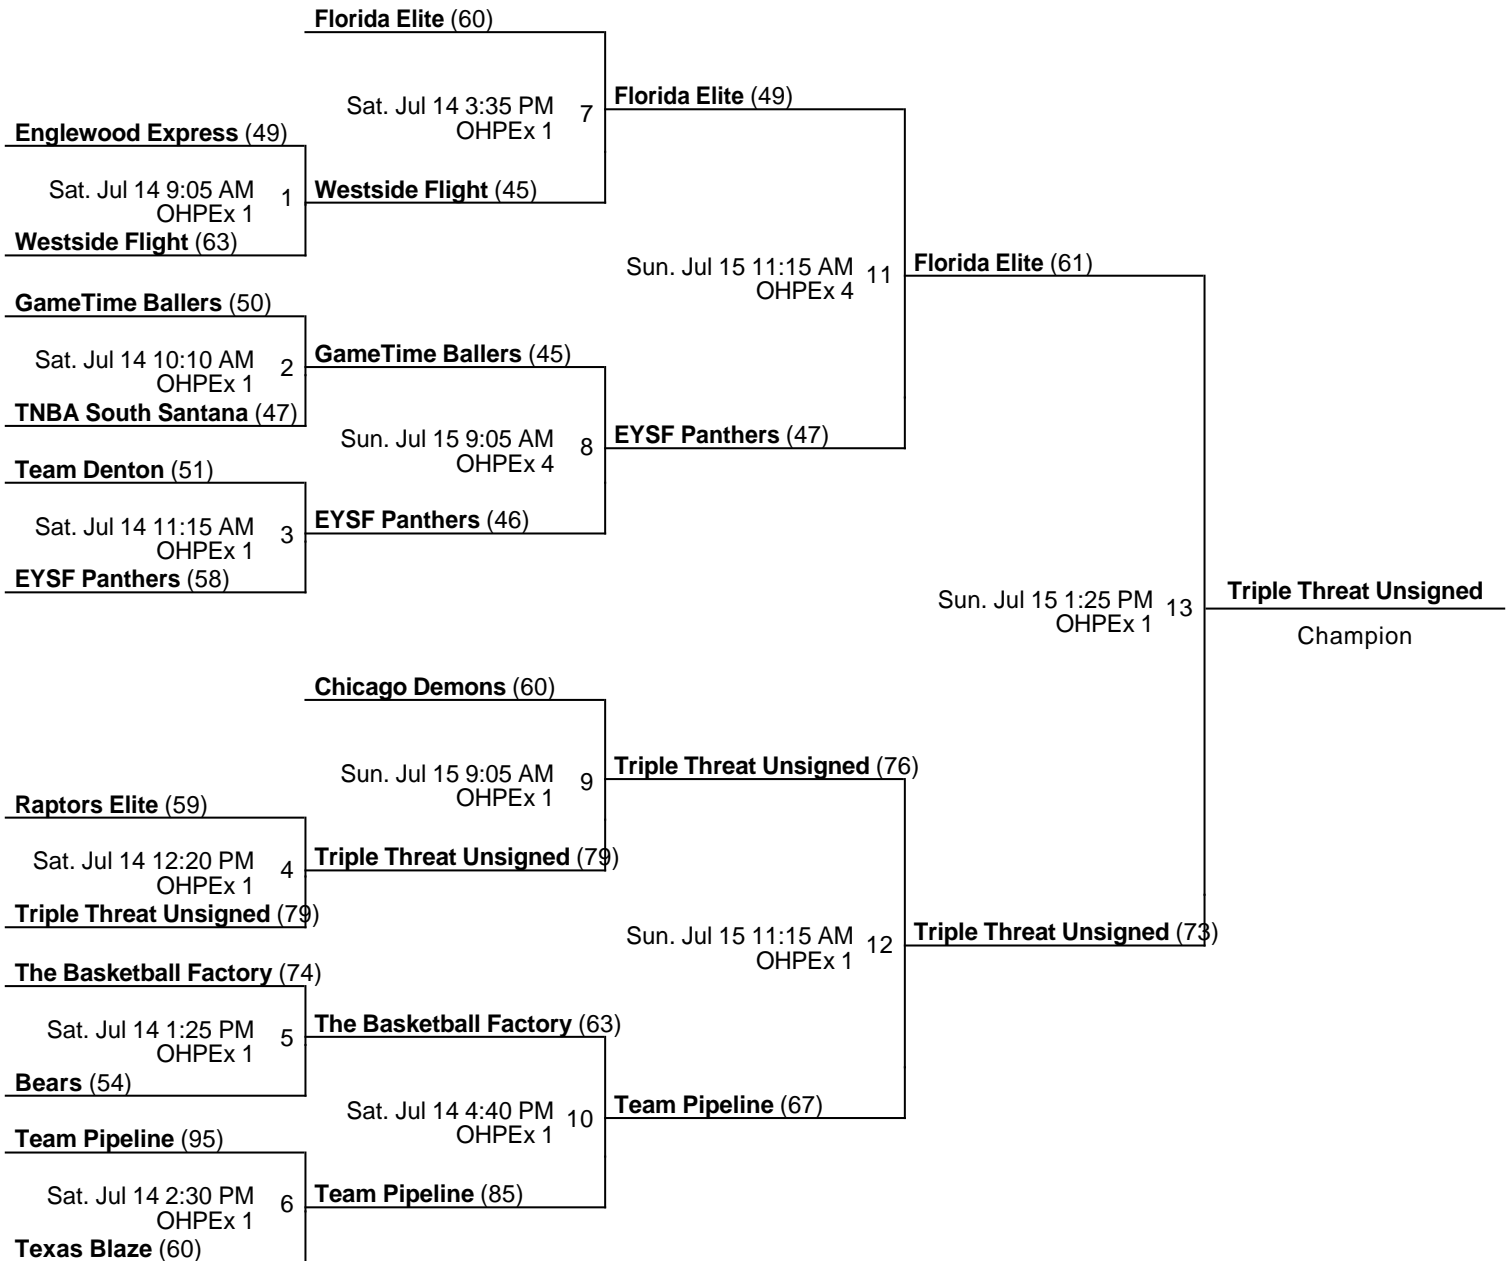 Florida Elite (60)
Sat. Jul 14 3:35 PM 7
OHPEx 1
Florida Elite (49)
Englewood Express (49)
Sat. Jul 14 9:05 AM 1
OHPEx 1
Westside Flight (45)
Westside Flight (63)
Sun. Jul 15 11:15 AM 11
OHPEx 4
Florida Elite (61)
GameTime Ballers (50)
Sat. Jul 14 10:10 AM 2
OHPEx 1
GameTime Ballers (45)
TNBA South Santana (47)
Sun. Jul 15 9:05 AM 8
OHPEx 4
EYSF Panthers (47)
Team Denton (51)
Sat. Jul 14 11:15 AM 3
OHPEx 1
EYSF Panthers (46)
EYSF Panthers (58)
Sun. Jul 15 1:25 PM 13
OHPEx 1
Triple Threat Unsigned
Champion
Chicago Demons (60)
Sun. Jul 15 9:05 AM 9
OHPEx 1
Triple Threat Unsigned (76)
Raptors Elite (59)
Sat. Jul 14 12:20 PM 4
OHPEx 1
Triple Threat Unsigned (79)
Triple Threat Unsigned (79)
Sun. Jul 15 11:15 AM 12
OHPEx 1
Triple Threat Unsigned (73)
The Basketball Factory (74)
Sat. Jul 14 1:25 PM 5
OHPEx 1
The Basketball Factory (63)
Bears (54)
Sat. Jul 14 4:40 PM 10
OHPEx 1
Team Pipeline (67)
Team Pipeline (95)
Sat. Jul 14 2:30 PM 6
OHPEx 1
Team Pipeline (85)
Texas Blaze (60)